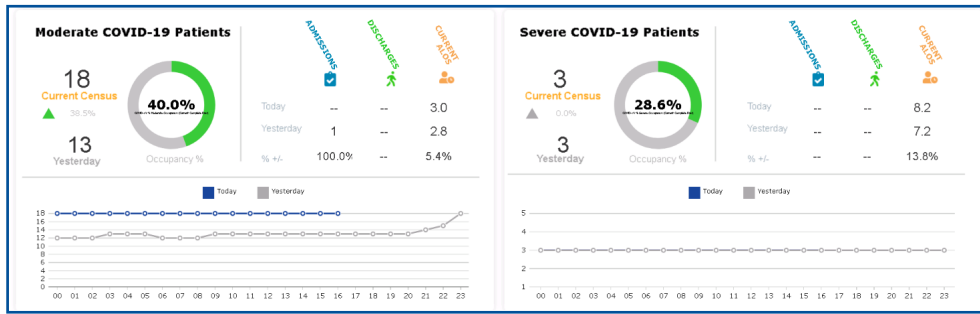 Moderate COVID-19 Patients
ADMISSIONS
DISCHARGES
CURRENT
ALOS
18
Current Census
38.5%
13
Yesterday
40.0%
Occupancy %
Today -- -- 3.0
Yesterday 1 -- 2.8
% +/- 100.0% -- 5.4%
Today Yesterday
18
16
14
12
10
8
6
4
2
0
00 01 02 03 04 05 06 07 08 09 10 11 12 13 14 15 16 17 18 19 20 21 22 23
Severe COVID-19 Patients
ADMISSIONS
DISCHARGES
CURRENT
ALOS
3
Current Census
0.0%
3
Yesterday
28.6%
Occupancy %
Today -- -- 8.2
Yesterday -- -- 7.2
% +/- -- -- 13.8%
Today Yesterday
5
4
3
2
1
00 01 02 03 04 05 06 07 08 09 10 11 12 13 14 15 16 17 18 19 20 21 22 23